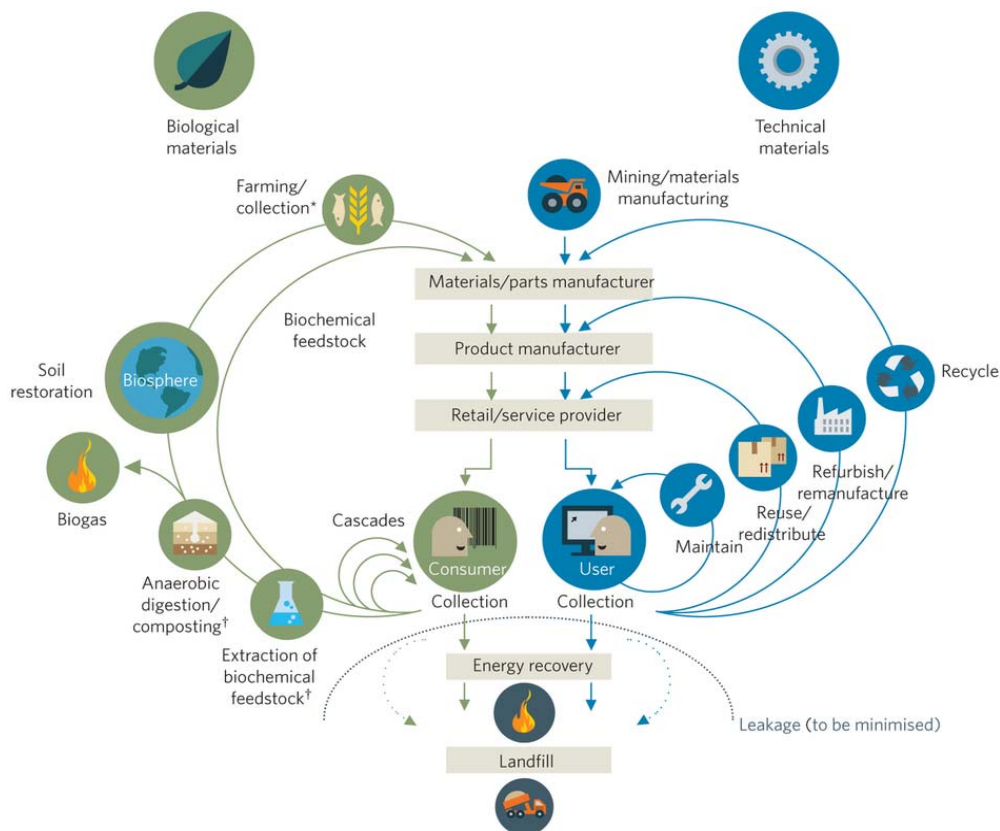 Biological
materials
Technical
materials
Farming/
collection*
Mining/materials
manufacturing
Materials/parts manufacturer
Biochemical
feedstock
Product manufacturer
Soil
restoration
Biosphere
Recycle
Retail/service provider
Refurbish/
remanufacture
Biogas
Reuse/
redistribute
Cascades
Maintain
Consumer
User
Anaerobic
digestion/
composting†
Collection
Collection
Extraction of
biochemical
feedstock†
Energy recovery
Leakage (to be minimised)
Landfill